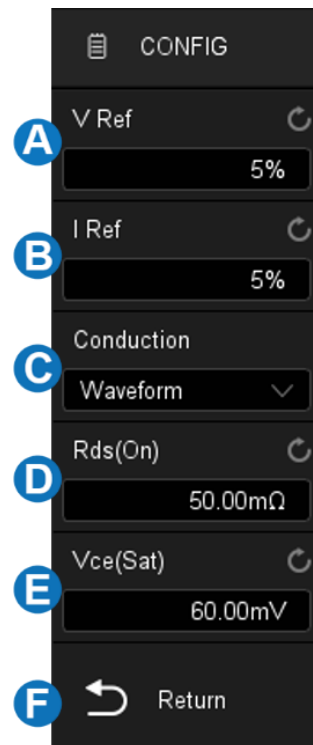 CONFIG
A
V Ref
5%
B
I Ref
5%
C
Conduction
Waveform
D
Rds(On)
50.00mΩ
E
Vce(Sat)
60.00mV
F
Return